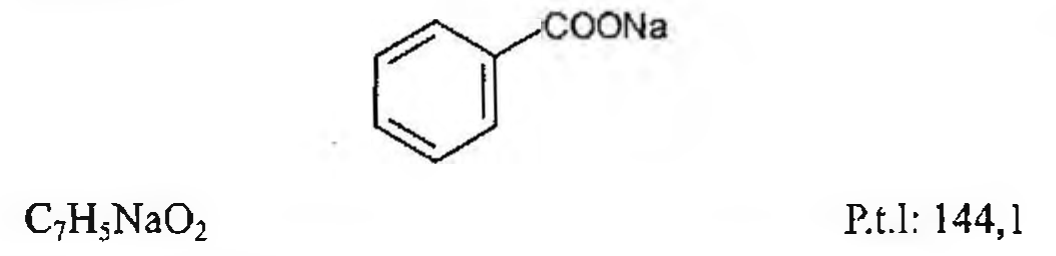 COONa
C₇H₅NaO₂
P.t.l: 144,1